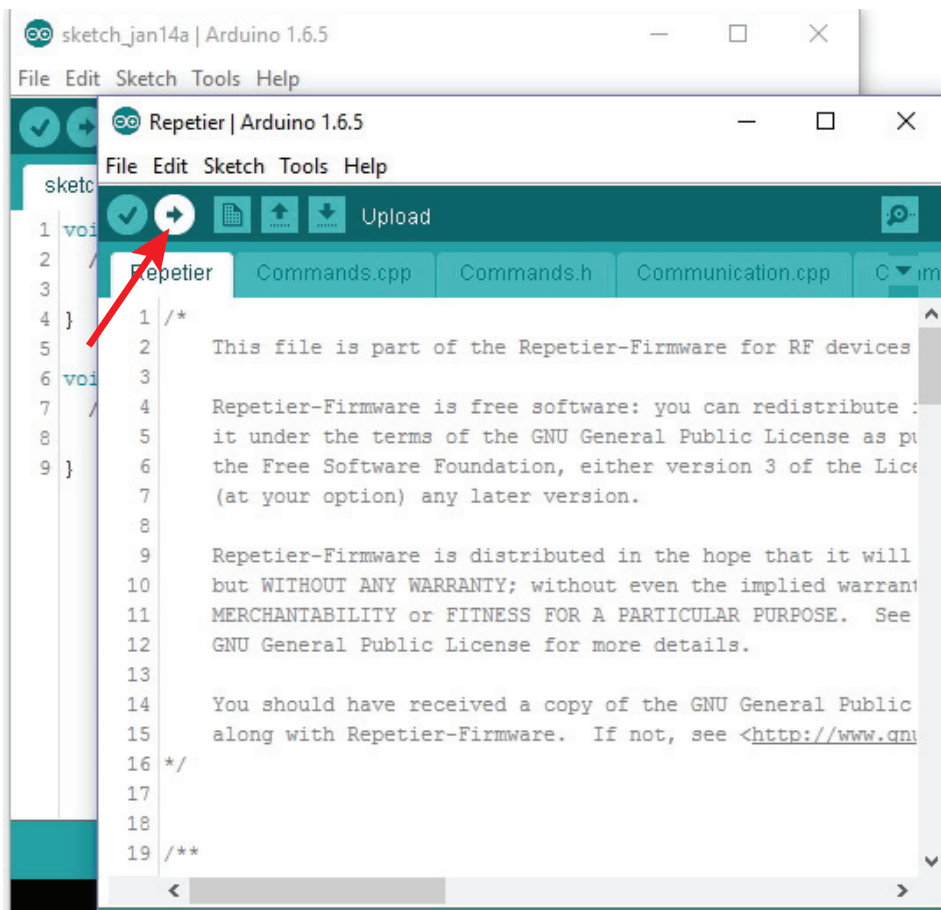 sketch_jan14a | Arduino 1.6.5
File Edit Sketch Tools Help
Repetier | Arduino 1.6.5
File Edit Sketch Tools Help
Upload
Repetier Commands.cpp Commands.h Communication.cpp
1 /*
2 This file is part of the Repetier-Firmware for RF devices
3
4 Repetier-Firmware is free software: you can redistribute
5 it under the terms of the GNU General Public License as
6 the Free Software Foundation, either version 3 of the
7 (at your option) any later version.
8
9 Repetier-Firmware is distributed in the hope that it will
10 but WITHOUT ANY WARRANTY; without even the implied
11 MERCHANTABILITY or FITNESS FOR A PARTICULAR PURPOSE. See
12 GNU General Public License for more details.
13
14 You should have received a copy of the GNU General Public
15 along with Repetier-Firmware. If not, see <http://www.gnu
16 */
17
18
19 /**
sketc
1 voi
2 /
3
4 }
5
6 voi
7 /
8
9 }